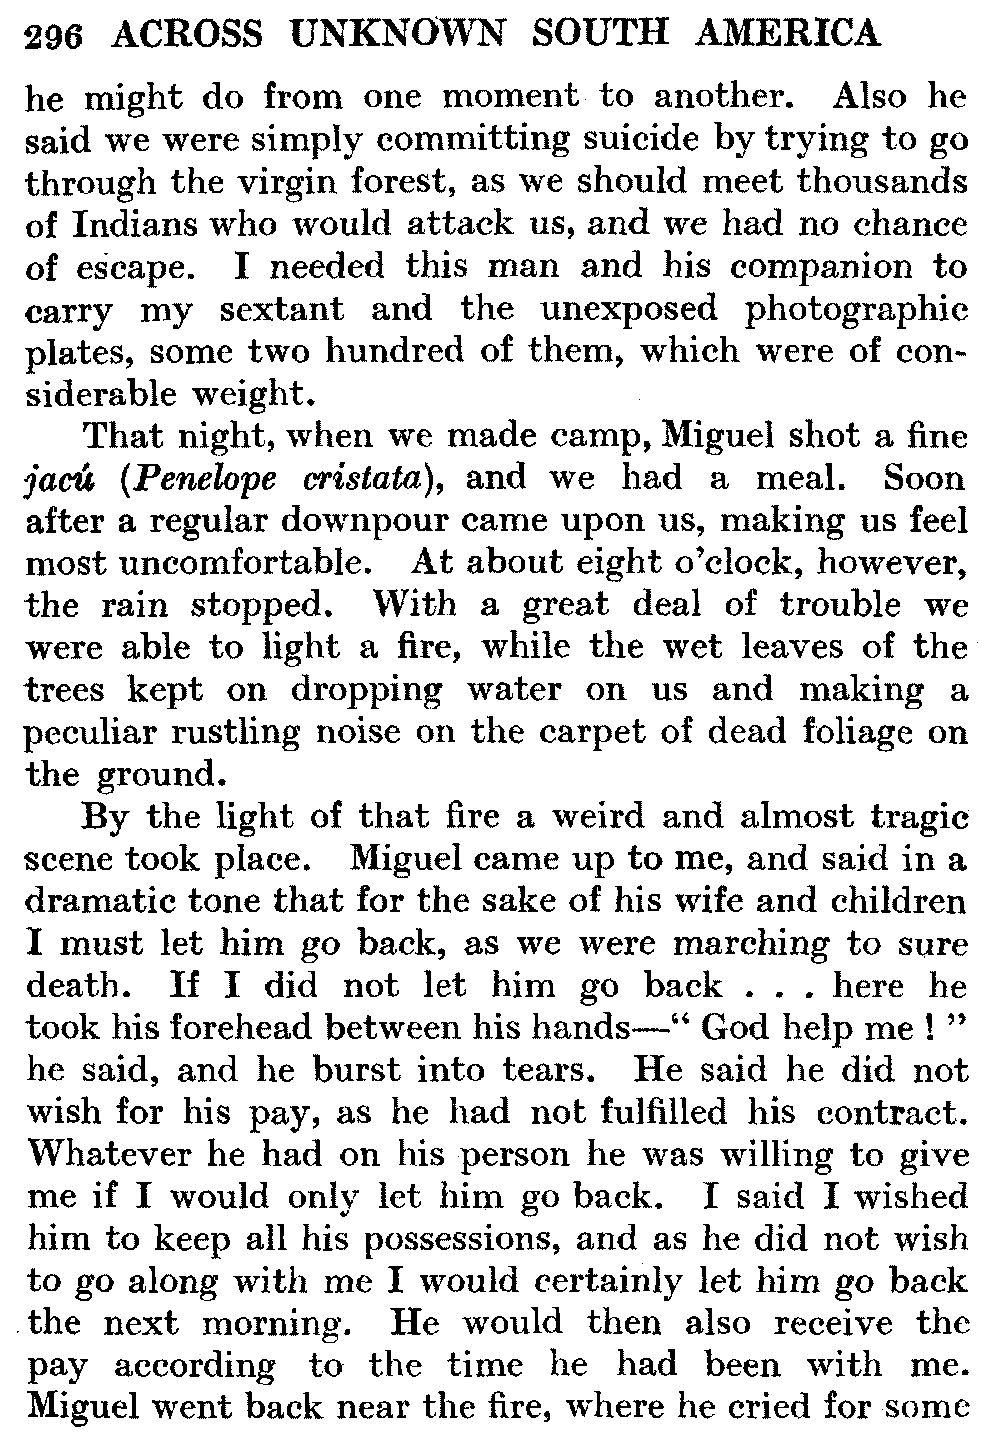 296 ACROSS UNKNOWN SOUTH AMERICA
he might do from one moment to another. Also he
said we were simply committing suicide by trying to go
through the virgin forest, as we should meet thousands
of Indians who would attack us, and we had no chance
of escape. I needed this man and his companion to
carry my sextant and the unexposed photographic
plates, some two hundred of them, which were of con-
siderable weight.
That night, when we made camp, Miguel shot a fine
jacú (Penelope cristata), and we had a meal. Soon
after a regular downpour came upon us, making us feel
most uncomfortable. At about eight o’clock, however,
the rain stopped. With a great deal of trouble we
were able to light a fire, while the wet leaves of the
trees kept on dropping water on us and making a
peculiar rustling noise on the carpet of dead foliage on
the ground.
By the light of that fire a weird and almost tragic
scene took place. Miguel came up to me, and said in a
dramatic tone that for the sake of his wife and children
I must let him go back, as we were marching to sure
death. If I did not let him go back . . . here he
took his forehead between his hands—“ God help me ! ”
he said, and he burst into tears. He said he did not
wish for his pay, as he had not fulfilled his contract.
Whatever he had on his person he was willing to give
me if I would only let him go back. I said I wished
him to keep all his possessions, and as he did not wish
to go along with me I would certainly let him go back
the next morning. He would then also receive the
pay according to the time he had been with me.
Miguel went back near the fire, where he cried for some